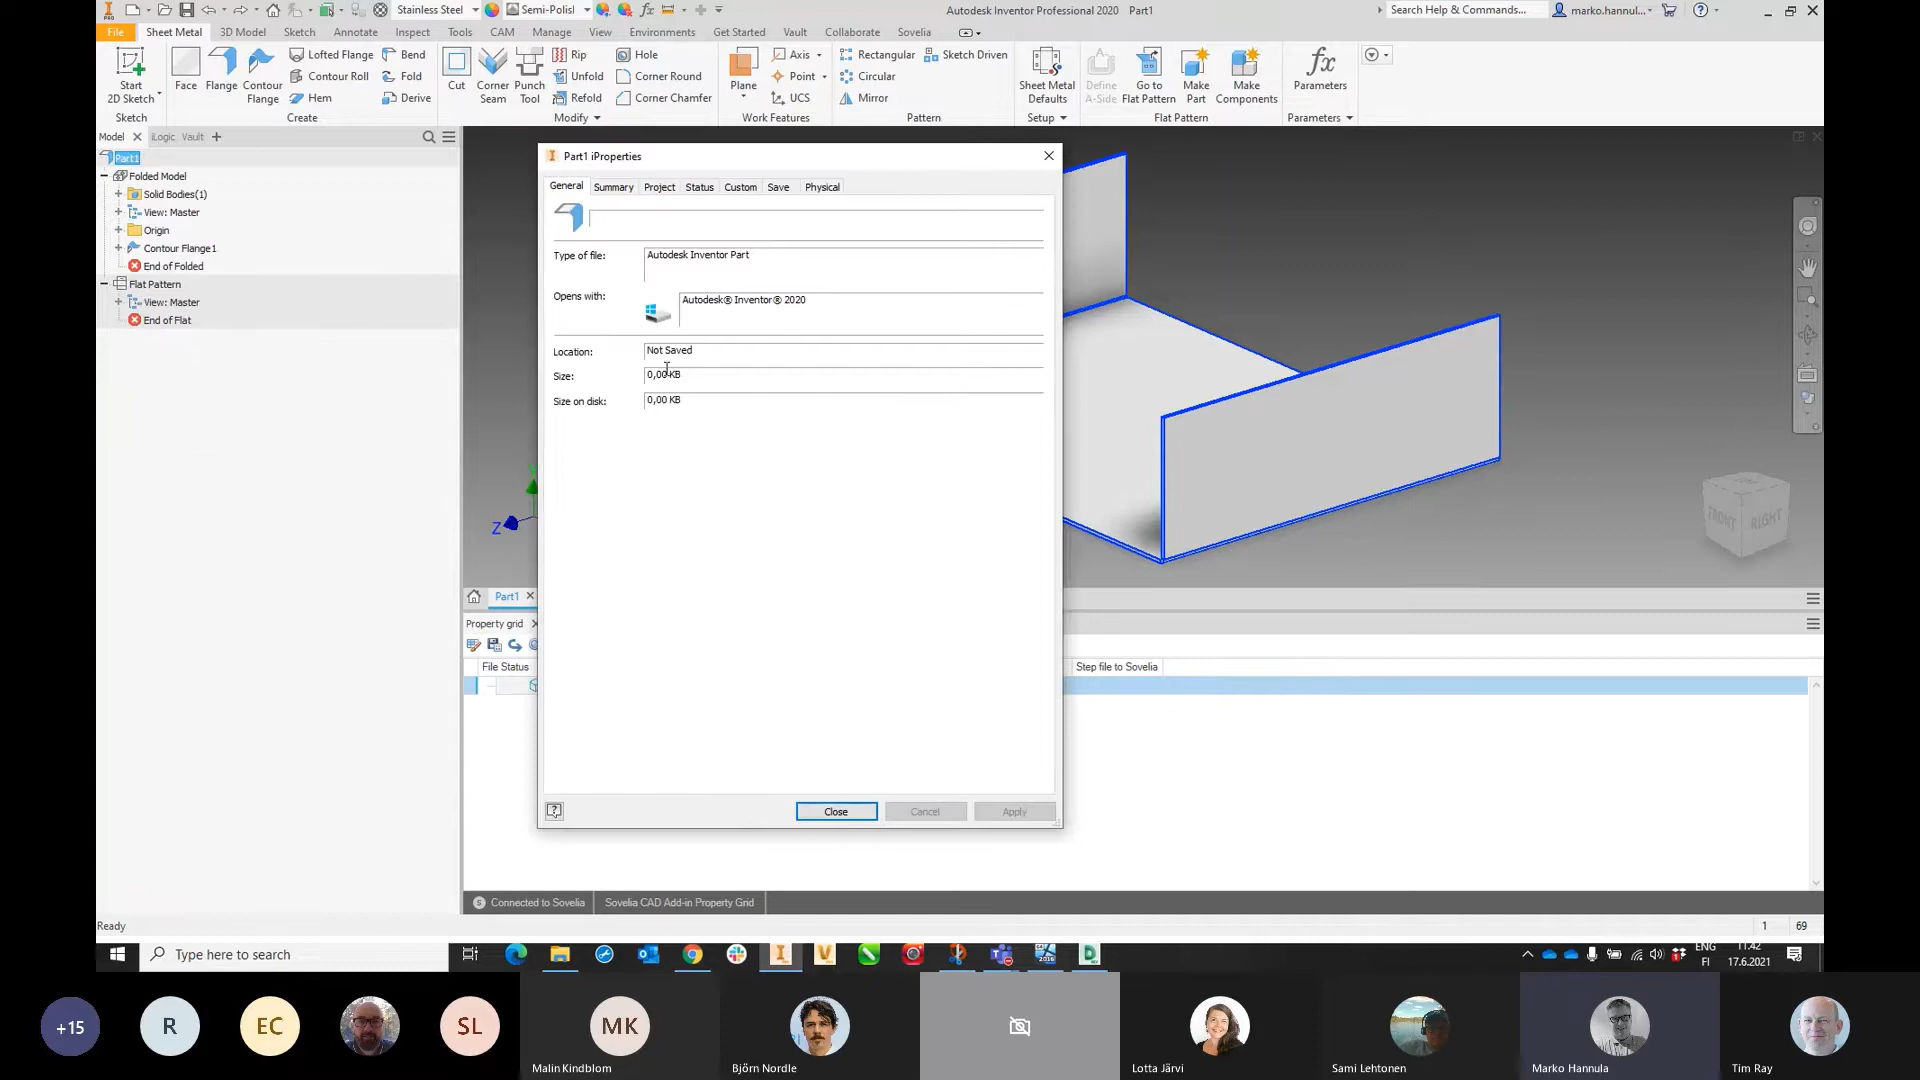 Stainless Steel
Semi-Polisl
Autodesk Inventor Professional 2020 Part1
Search Help & Commands...
marko.hannul...
File
Sheet Metal
3D Model
Sketch
Annotate
Inspect
Tools
CAM
Manage
View
Environments
Get Started
Vault
Collaborate
Sovelia
Start
2D Sketch
Face
Flange
Contour
Flange
Lofted Flange
Contour Roll
Hem
Bend
Fold
Derive
Cut
Corner
Seam
Punch
Tool
Rip
Unfold
Refold
Hole
Corner Round
Corner Chamfer
Plane
Axis
Point
UCS
Rectangular
Circular
Mirror
Sketch Driven
Sheet Metal
Defaults
Define
A-Side
Go to
Flat Pattern
Make
Part
Make
Components
fx
Parameters
Sketch
Create
Modify
Work Features
Pattern
Setup
Flat Pattern
Parameters
Model
iLogic
Vault
Part1
Folded Model
Solid Bodies(1)
View: Master
Origin
Contour Flange1
End of Folded
Flat Pattern
View: Master
End of Flat
Part1 iProperties
General
Summary
Project
Status
Custom
Save
Physical
Type of file:
Autodesk Inventor Part
Opens with:
Autodesk® Inventor® 2020
Location:
Not Saved
Size:
0,00 KB
Size on disk:
0,00 KB
Close
Cancel
Apply
Z
FRONT
RIGHT
Part1
Property grid
File Status
Step file to Sovelia
Connected to Sovelia
Sovelia CAD Add-in Property Grid
Ready
1
69
Type here to search
ENG
FI
11.42
17.6.2021
+15
R
EC
SL
MK
Malin Kindblom
Björn Nordle
Lotta Järvi
Sami Lehtonen
Marko Hannula
Tim Ray